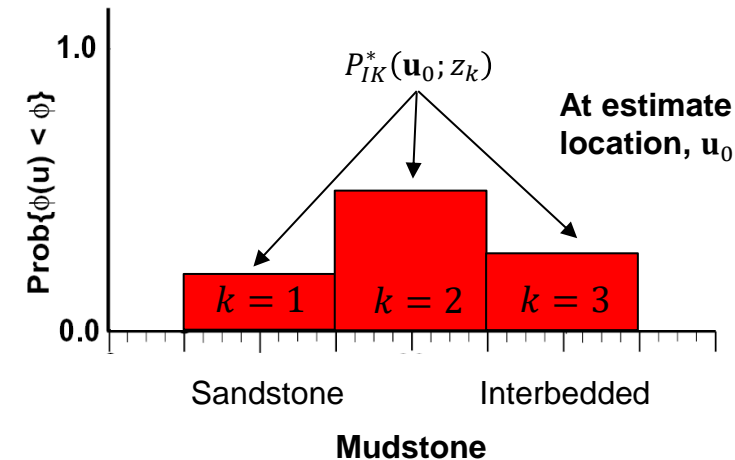 1.0
P*IK(u0; zk)
At estimate
location, u0
Prob{ϕ(u) < ϕ}
k = 1
k = 2
k = 3
0.0
Sandstone
Interbedded
Mudstone